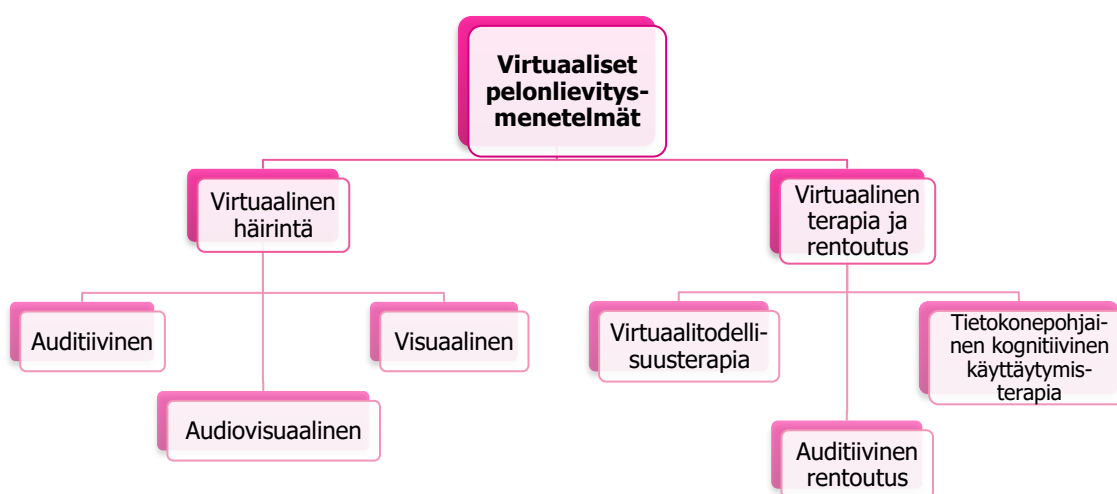 Virtuaaliset
pelonlievitys-
menetelmät
Virtuaalinen
häirintä
Virtuaalinen
terapia ja
rentoutus
Auditiivinen
Visuaalinen
Audiovisuaalinen
Virtuaalitodelli-
suusterapia
Tietokonepohjai-
nen kognitiivinen
käyttäytymis-
terapia
Auditiivinen
rentoutus